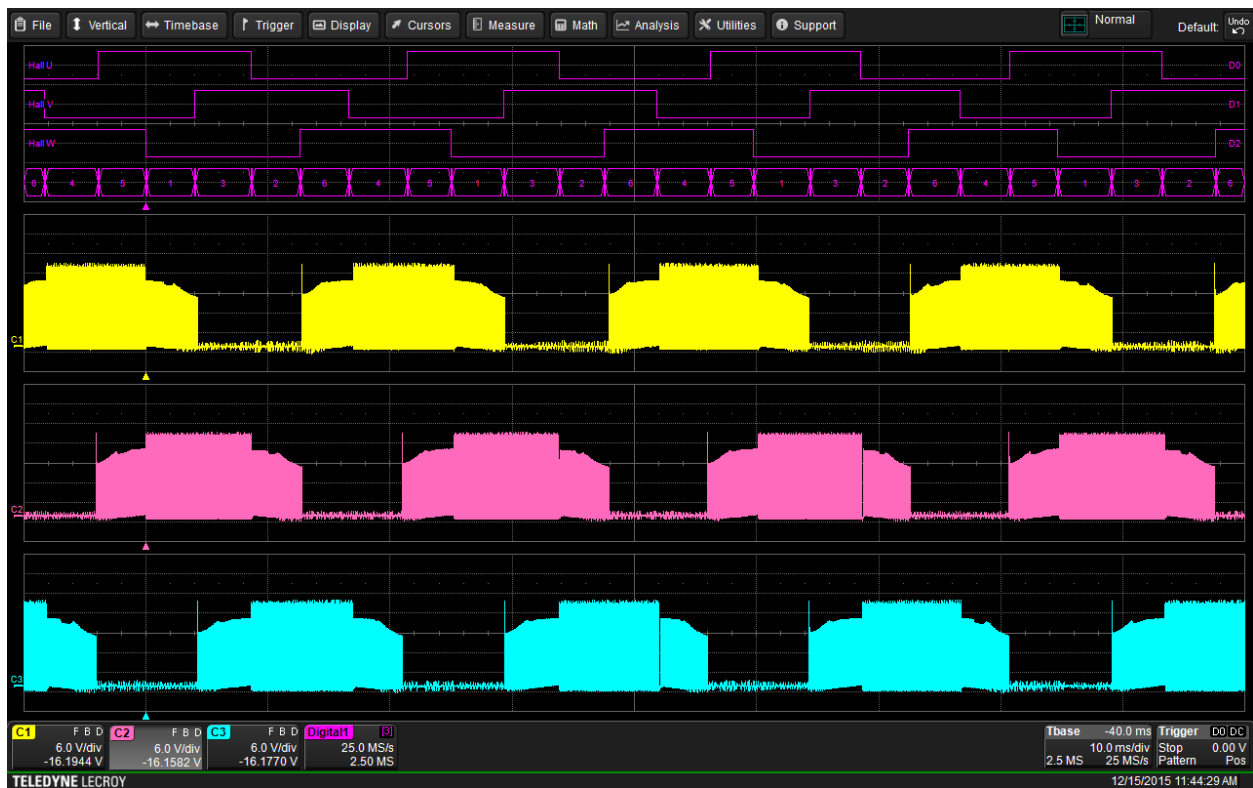 File Vertical Timebase Trigger Display Cursors Measure Math Analysis Utilities Support Normal Default: Undo
Hall U D0
Hall V D1
Hall W D2
6 4 5 1 3 2 6 4 5 1 3 2 6 4 5 1 3 2 6 4 5 1 3 2 6
C1
C2
C3
C1 F B D C2 F B D C3 F B D Digital1 [3] Tbase -40.0 ms Trigger D0 DC
6.0 V/div 6.0 V/div 6.0 V/div 25.0 MS/s 10.0 ms/div Stop 0.00 V
-16.1944 V -16.1582 V -16.1770 V 2.50 MS 2.5 MS 25 MS/s Pattern Pos
TELEDYNE LECROY 12/15/2015 11:44:29 AM